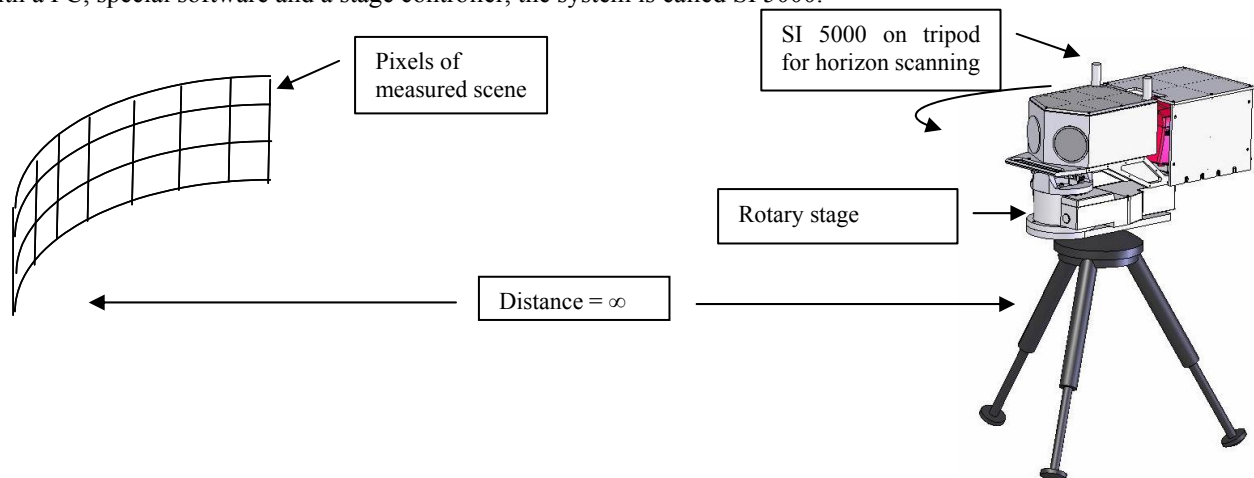 a PC, special software and a stage controller, the system is called SI 5000.
Pixels of
measured scene
SI 5000 on tripod
for horizon scanning
Rotary stage
Distance = ∞